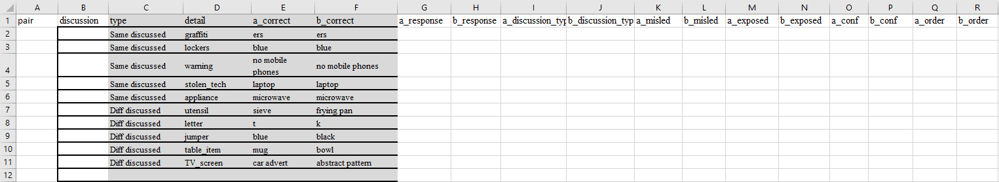 A B C D E F G H I J K L M N O P Q R
1 pair discussion type detail a_correct b_correct a_response b_response a_discussion_typ b_discussion_typ a_misled b_misled a_exposed b_exposed a_conf b_conf a_order b_order
2 Same discussed graffiti ers ers
3 Same discussed lockers blue blue
4 Same discussed warning no mobile phones no mobile phones
5 Same discussed stolen_tech laptop laptop
6 Same discussed appliance microwave microwave
7 Diff discussed utensil sieve frying pan
8 Diff discussed letter t k
9 Diff discussed jumper blue black
10 Diff discussed table_item mug bowl
11 Diff discussed TV_screen car advert abstract pattern
12